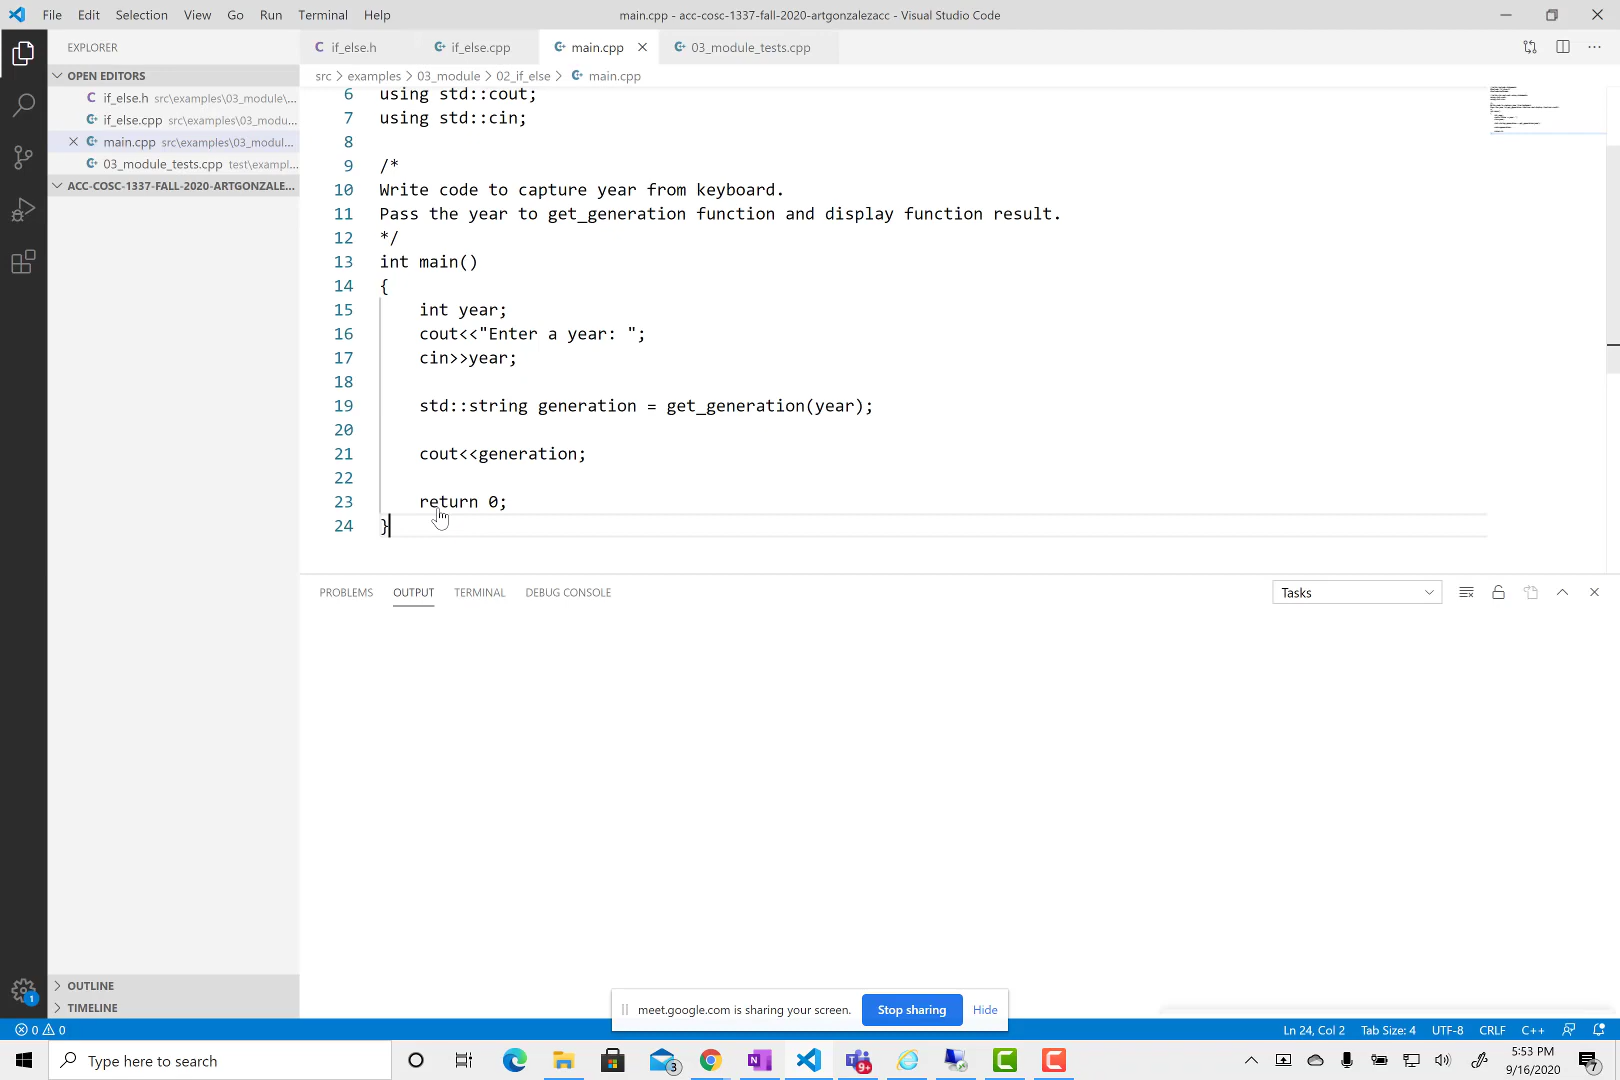 File Edit Selection View Go Run Terminal Help
main.cpp - acc-cosc-1337-fall-2020-artgonzalezacc - Visual Studio Code
EXPLORER
OPEN EDITORS
if_else.h src\examples\03_module\...
if_else.cpp src\examples\03_modu...
main.cpp src\examples\03_modul...
03_module_tests.cpp test\exampl...
ACC-COSC-1337-FALL-2020-ARTGONZALE...
OUTLINE
TIMELINE
if_else.h if_else.cpp main.cpp 03_module_tests.cpp
src > examples > 03_module > 02_if_else > main.cpp
6 using std::cout;
7 using std::cin;
8
9 /*
10 Write code to capture year from keyboard.
11 Pass the year to get_generation function and display function result.
12 */
13 int main()
14 {
15 int year;
16 cout<<"Enter a year: ";
17 cin>>year;
18
19 std::string generation = get_generation(year);
20
21 cout<<generation;
22
23 return 0;
24 }
PROBLEMS OUTPUT TERMINAL DEBUG CONSOLE
Tasks
meet.google.com is sharing your screen. Stop sharing Hide
1
0 0
Ln 24, Col 2 Tab Size: 4 UTF-8 CRLF C++
Type here to search
3
N
9+
5:53 PM
9/16/2020
7